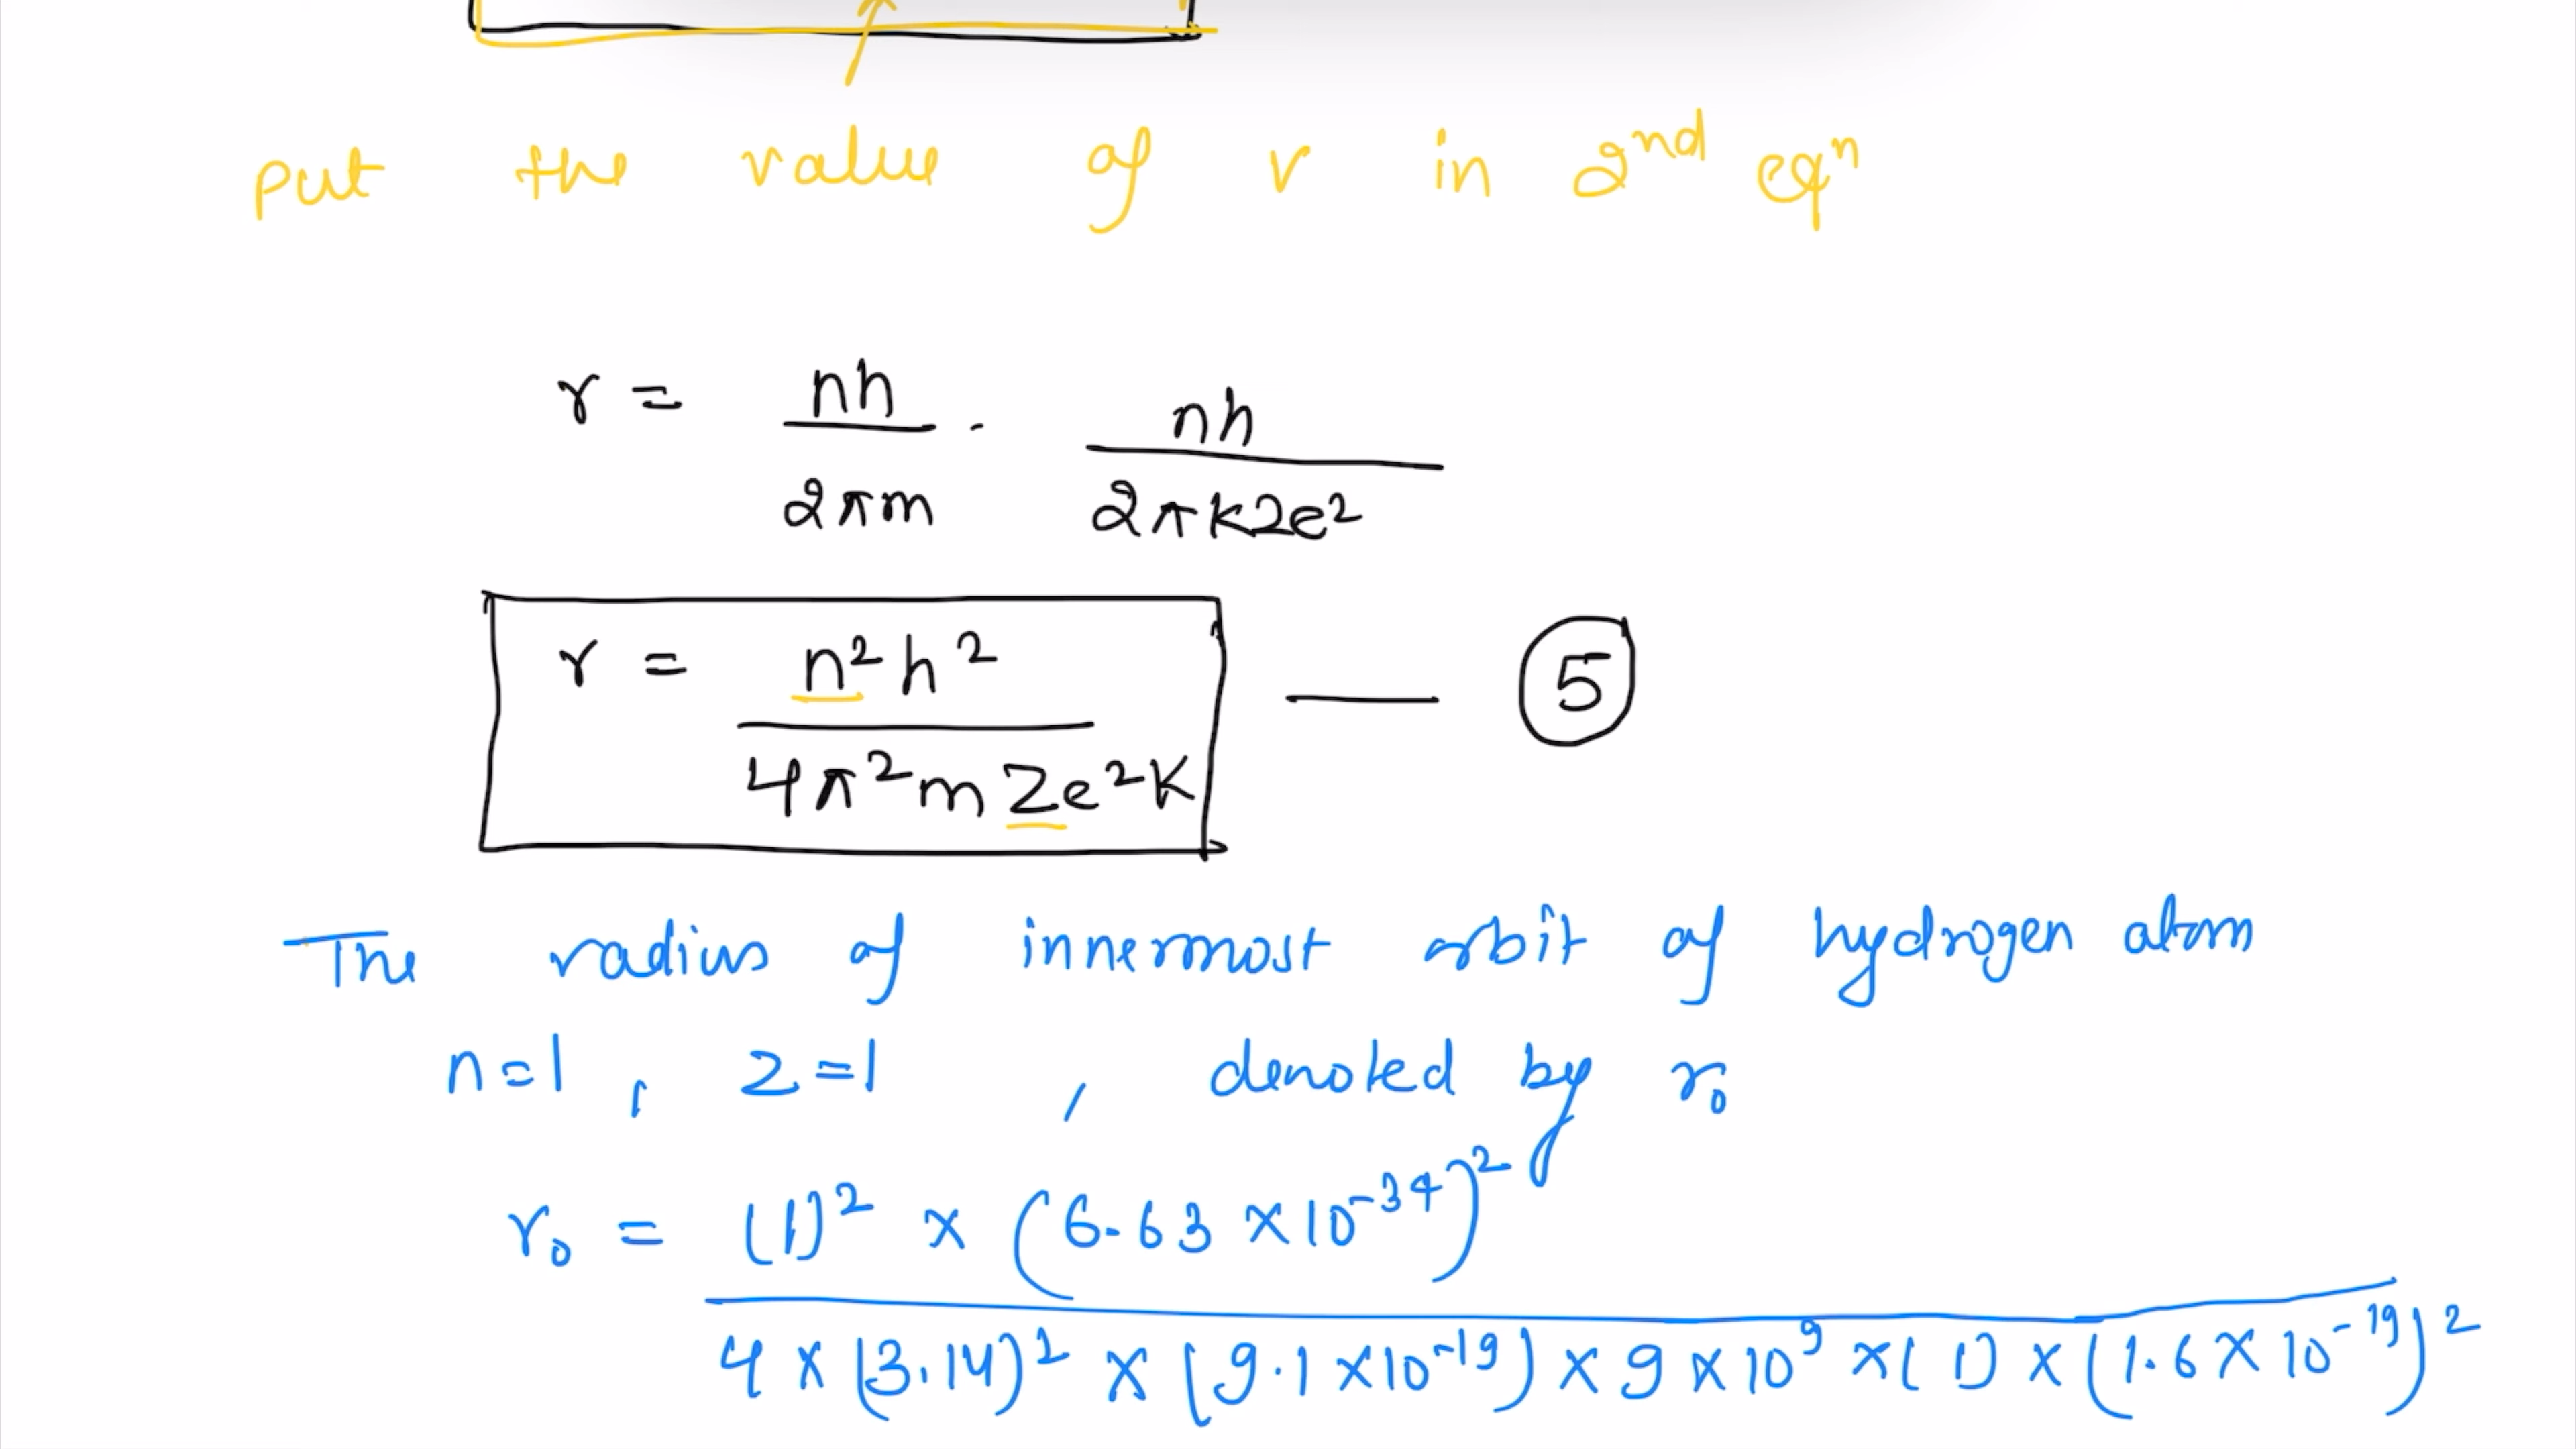 put the value of v in 2nd eqn
r = nh/2πm · nh/2πkze²
r = n²h²/4π²mze²k — ⑤
The radius of innermost orbit of hydrogen atom
n=1, z=1, denoted by r₀
r₀ = (1)² × (6.63 × 10⁻³⁴)² / 4 × (3.14)² × (9.1 × 10⁻¹⁹) × 9 × 10⁹ × (1) × (1.6 × 10⁻¹⁹)²